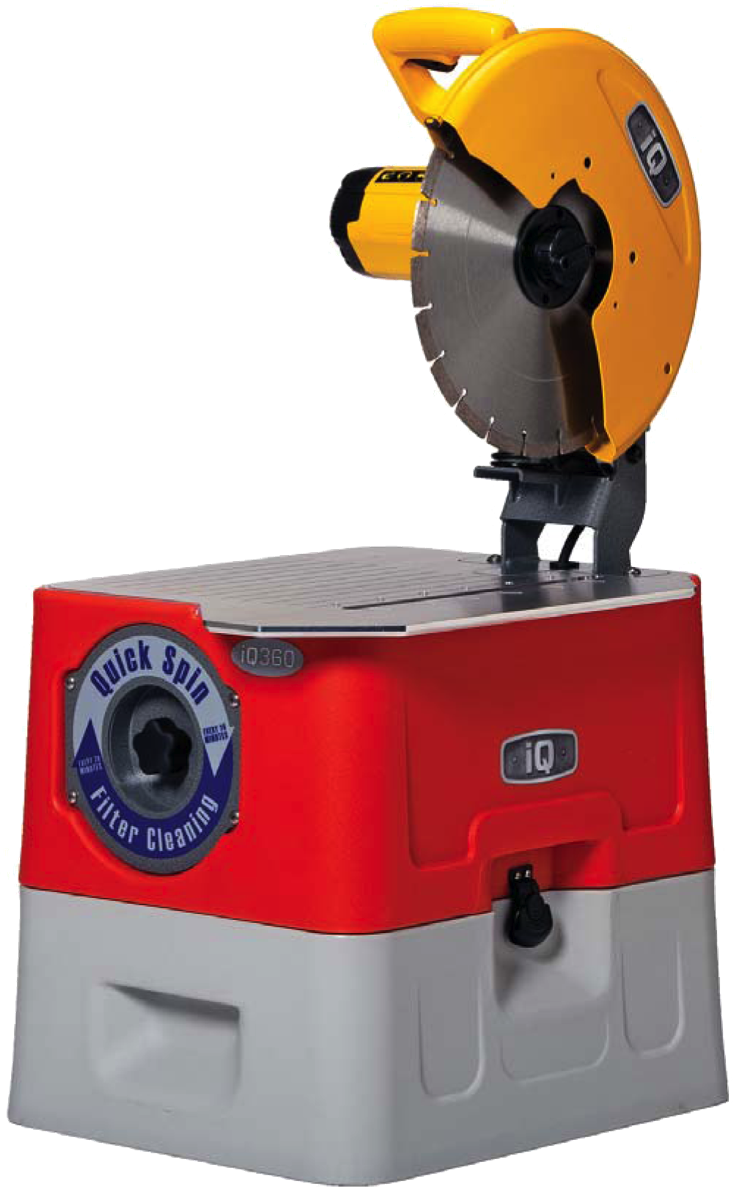 iQ
iQ360
Quick Spin
EVERY 20
MINUTES
EVERY 20
MINUTES
Filter Cleaning
iQ